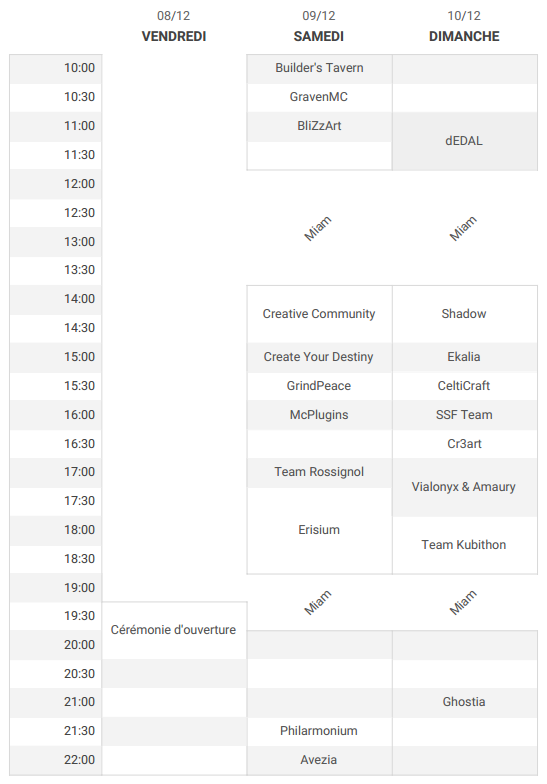 08/12 09/12 10/12
VENDREDI SAMEDI DIMANCHE
10:00 Builder's Tavern
10:30 GravenMC
11:00 BliZzArt
dEDAL
11:30
12:00
12:30 Miam Miam
13:00
13:30
14:00
Creative Community Shadow
14:30
15:00 Create Your Destiny Ekalia
15:30 GrindPeace CeltiCraft
16:00 McPlugins SSF Team
16:30 Cr3art
17:00 Team Rossignol
Vialonyx & Amaury
17:30
18:00 Erisium
Team Kubithon
18:30
19:00 Miam Miam
19:30
Cérémonie d'ouverture
20:00
20:30
21:00 Ghostia
21:30 Philarmonium
22:00 Avezia